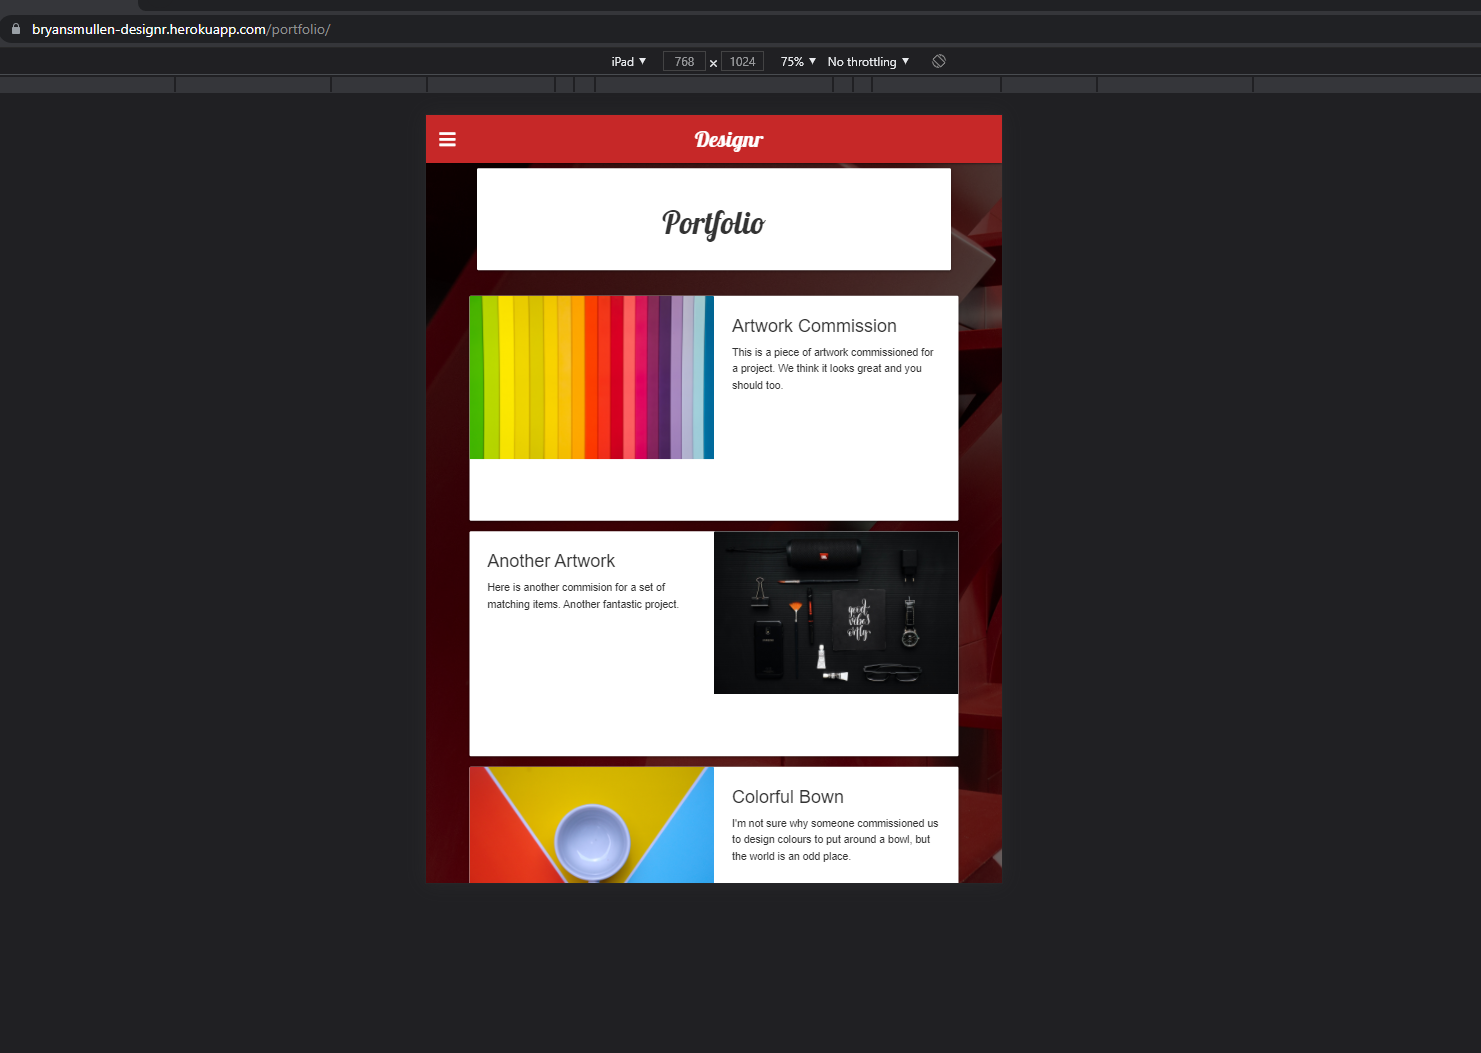 bryansmullen-designr.herokuapp.com/portfolio/
iPad ▼ 768 × 1024 75% ▼ No throttling ▼
Designr
Portfolio
Artwork Commission
This is a piece of artwork commissioned for
a project. We think it looks great and you
should too.
Another Artwork
Here is another commision for a set of
matching items. Another fantastic project.
JBL
good
vibes
only
Colorful Bown
I'm not sure why someone commissioned us
to design colours to put around a bowl, but
the world is an odd place.